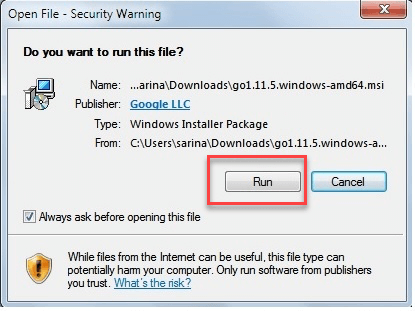 Open File - Security Warning
Do you want to run this file?
Name: ...arina\Downloads\go1.11.5.windows-amd64.msi
Publisher: Google LLC
Type: Windows Installer Package
From: C:\Users\sarina\Downloads\go1.11.5.windows-a...
Run Cancel
Always ask before opening this file
While files from the Internet can be useful, this file type can
potentially harm your computer. Only run software from publishers
you trust. What's the risk?